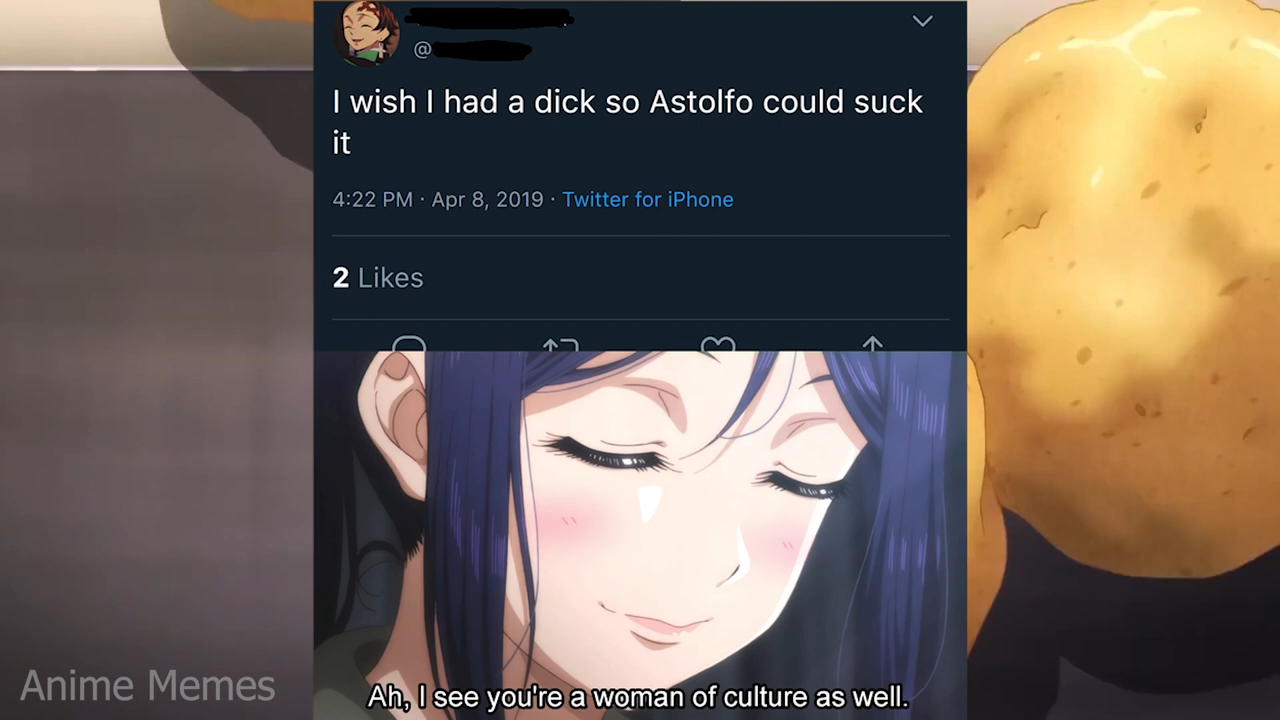 @
I wish I had a dick so Astolfo could suck
it
4:22 PM · Apr 8, 2019 · Twitter for iPhone
2 Likes
Ah, I see you're a woman of culture as well.
Anime Memes